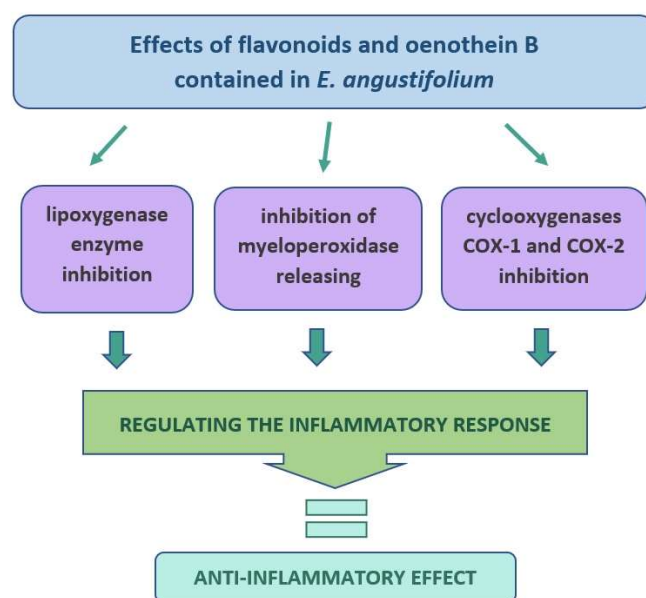 Effects of flavonoids and oenothein B
contained in E. angustifolium
lipoxygenase
enzyme
inhibition
inhibition of
myeloperoxidase
releasing
cyclooxygenases
COX-1 and COX-2
inhibition
REGULATING THE INFLAMMATORY RESPONSE
ANTI-INFLAMMATORY EFFECT